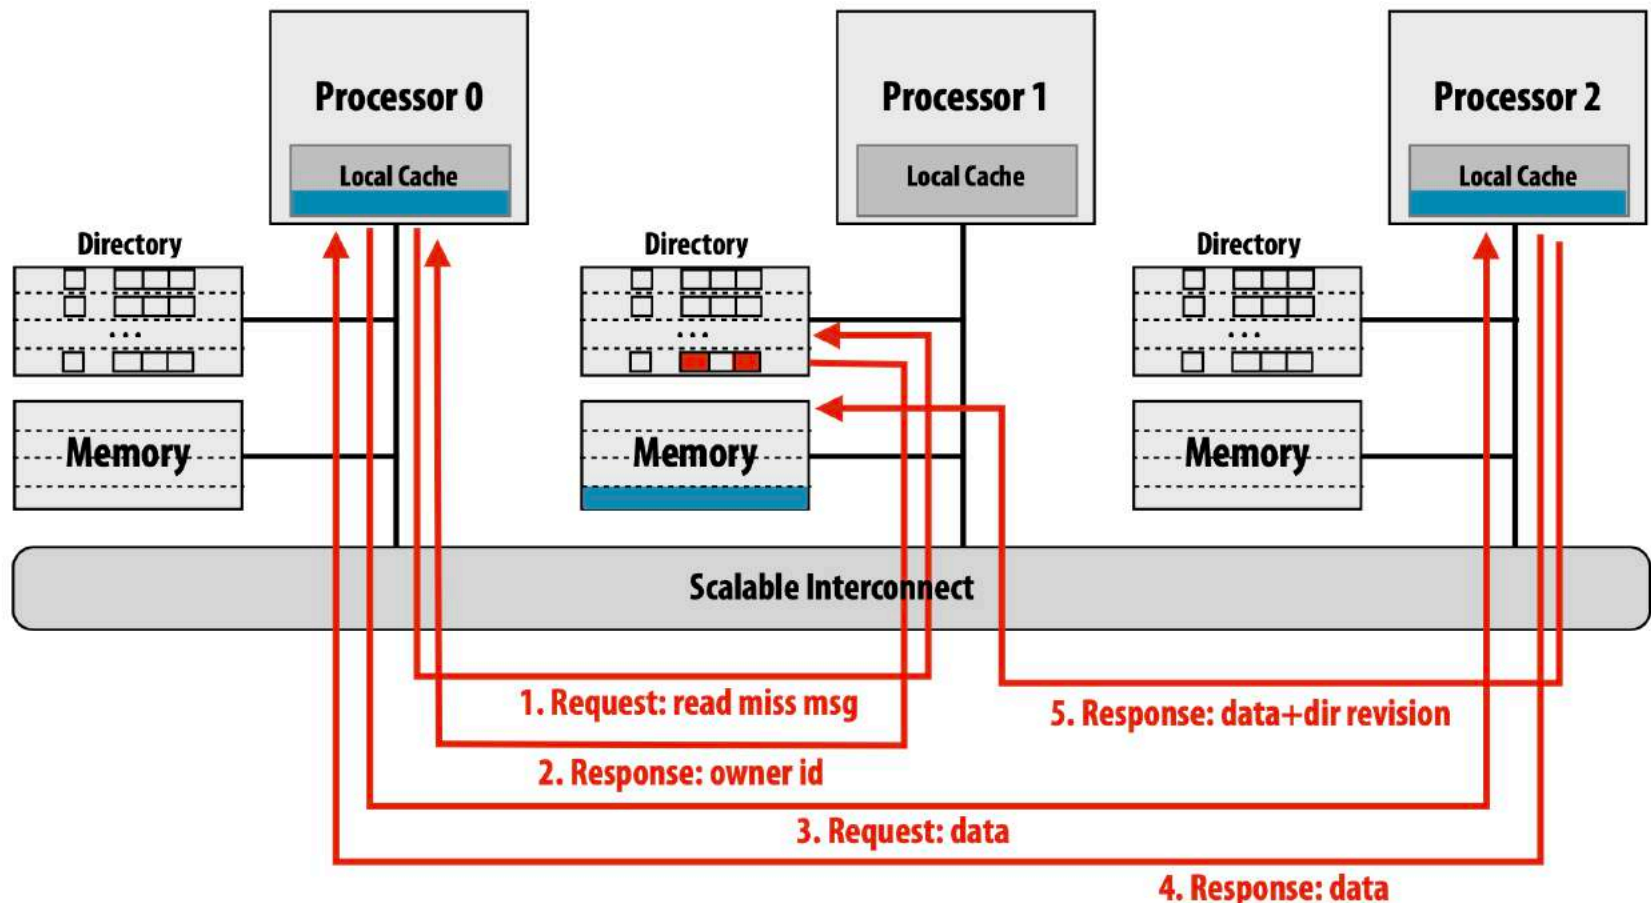 Processor 0
Processor 1
Processor 2
Local Cache
Local Cache
Local Cache
Directory
Directory
Directory
...
...
...
Memory
Memory
Memory
Scalable Interconnect
1. Request: read miss msg
5. Response: data+dir revision
2. Response: owner id
3. Request: data
4. Response: data